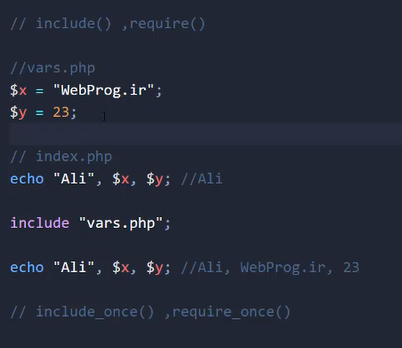 // include() ,require()
//vars.php
$x = "WebProg.ir";
$y = 23;
// index.php
echo "Ali", $x, $y; //Ali
include "vars.php";
echo "Ali", $x, $y; //Ali, WebProg.ir, 23
// include_once() ,require_once()